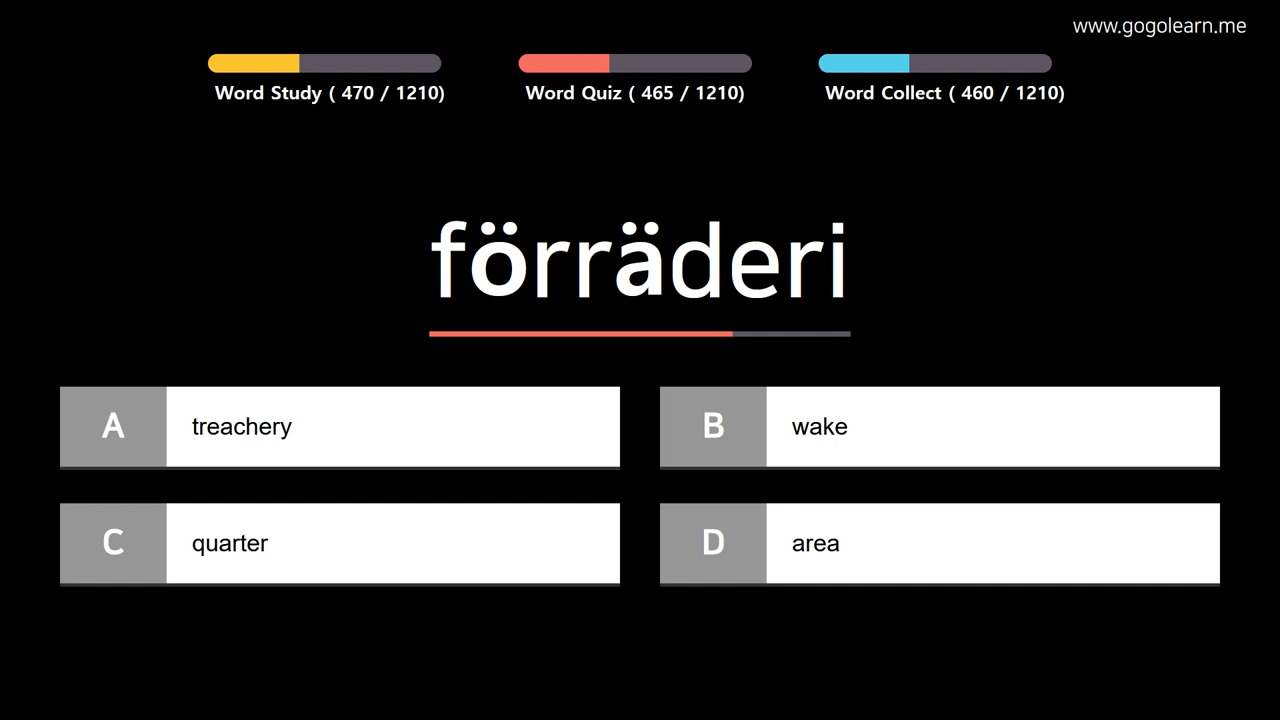 www.gogolearn.me
Word Study ( 470 / 1210)
Word Quiz ( 465 / 1210)
Word Collect ( 460 / 1210)
förräderi
A treachery
B wake
C quarter
D area